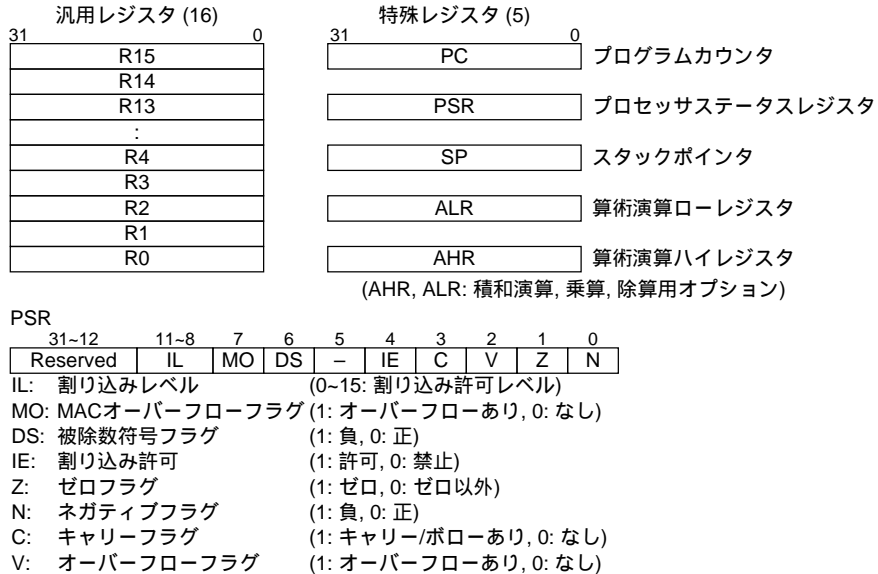 汎用レジスタ (16)
31 0
R15
R14
R13
:
R4
R3
R2
R1
R0
特殊レジスタ (5)
31 0
PC プログラムカウンタ
PSR プロセッサステータスレジスタ
SP スタックポインタ
ALR 算術演算ローレジスタ
AHR 算術演算ハイレジスタ
(AHR, ALR: 積和演算, 乗算, 除算用オプション)
PSR
31~12 11~8 7 6 5 4 3 2 1 0
Reserved IL MO DS – IE C V Z N
IL: 割り込みレベル (0~15: 割り込み許可レベル)
MO: MACオーバーフローフラグ (1: オーバーフローあり, 0: なし)
DS: 被除数符号フラグ (1: 負, 0: 正)
IE: 割り込み許可 (1: 許可, 0: 禁止)
Z: ゼロフラグ (1: ゼロ, 0: ゼロ以外)
N: ネガティブフラグ (1: 負, 0: 正)
C: キャリーフラグ (1: キャリー/ボローあり, 0: なし)
V: オーバーフローフラグ (1: オーバーフローあり, 0: なし)